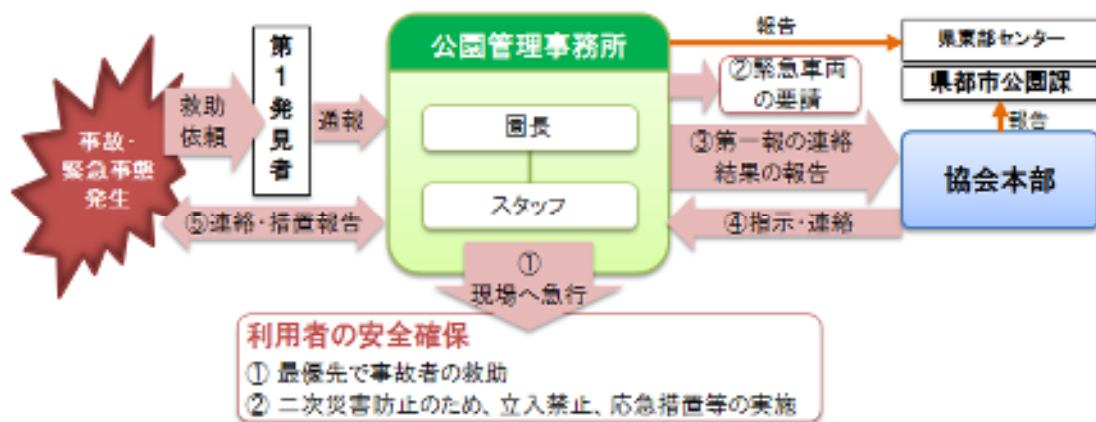 事故・
緊急事態
発生
救助
依頼
第1発見者
通報
⑤連絡・措置報告
公園管理事務所
園長
スタッフ
①
現場へ急行
報告
②緊急車両
の要請
③第一報の連絡
結果の報告
④指示・連絡
県東部センター
県都市公園課
報告
協会本部
利用者の安全確保
① 最優先で事故者の救助
② 二次災害防止のため、立入禁止、応急措置等の実施